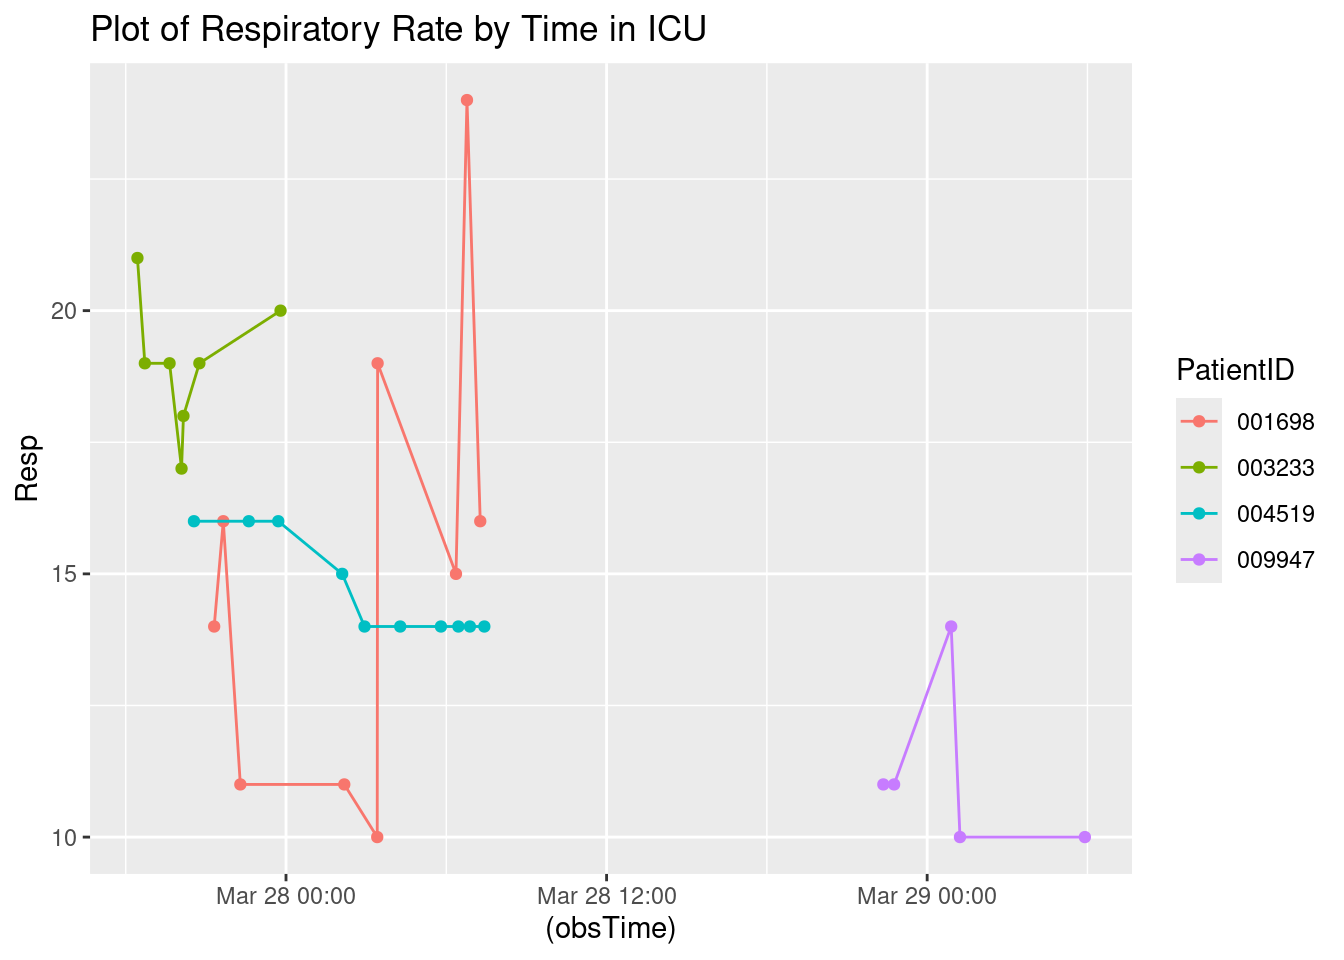 Plot of Respiratory Rate by Time in ICU
Resp
20
15
10
Mar 28 00:00
Mar 28 12:00
Mar 29 00:00
(obsTime)
PatientID
001698
003233
004519
009947